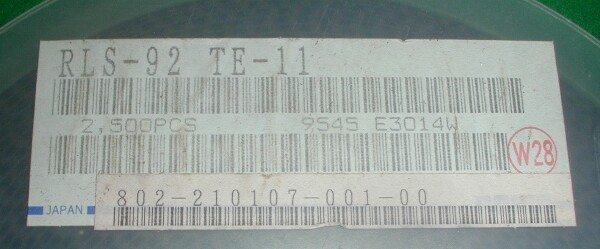 RLS-92 TE-11
2,500PCS 9545 E3014W
W28
802-210107-001-00
JAPAN